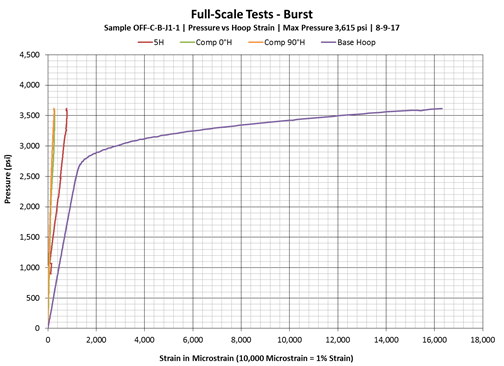 Full-Scale Tests - Burst
Sample OFF-C-B-J1-1 | Pressure vs Hoop Strain | Max Pressure 3,615 psi | 8-9-17
5H Comp 0°H Comp 90°H Base Hoop
4,500
4,000
3,500
3,000
2,500
2,000
1,500
1,000
500
0
Pressure (psi)
0 2,000 4,000 6,000 8,000 10,000 12,000 14,000 16,000 18,000
Strain in Microstrain (10,000 Microstrain = 1% Strain)